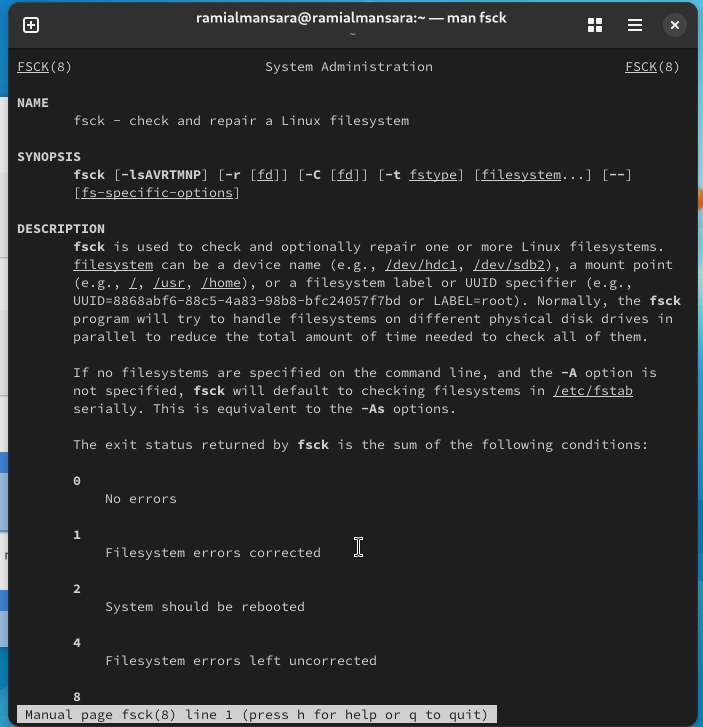 ramialmansara@ramialmansara:~ — man fsck
~
FSCK(8) System Administration FSCK(8)
NAME
fsck - check and repair a Linux filesystem
SYNOPSIS
fsck [-lsAVRTMNP] [-r [fd]] [-C [fd]] [-t fstype] [filesystem...] [--]
[fs-specific-options]
DESCRIPTION
fsck is used to check and optionally repair one or more Linux filesystems.
filesystem can be a device name (e.g., /dev/hdc1, /dev/sdb2), a mount point
(e.g., /, /usr, /home), or a filesystem label or UUID specifier (e.g.,
UUID=8868abf6-88c5-4a83-98b8-bfc24057f7bd or LABEL=root). Normally, the fsck
program will try to handle filesystems on different physical disk drives in
parallel to reduce the total amount of time needed to check all of them.
If no filesystems are specified on the command line, and the -A option is
not specified, fsck will default to checking filesystems in /etc/fstab
serially. This is equivalent to the -As options.
The exit status returned by fsck is the sum of the following conditions:
0
No errors
1
Filesystem errors corrected
2
System should be rebooted
4
Filesystem errors left uncorrected
8
Manual page fsck(8) line 1 (press h for help or q to quit)